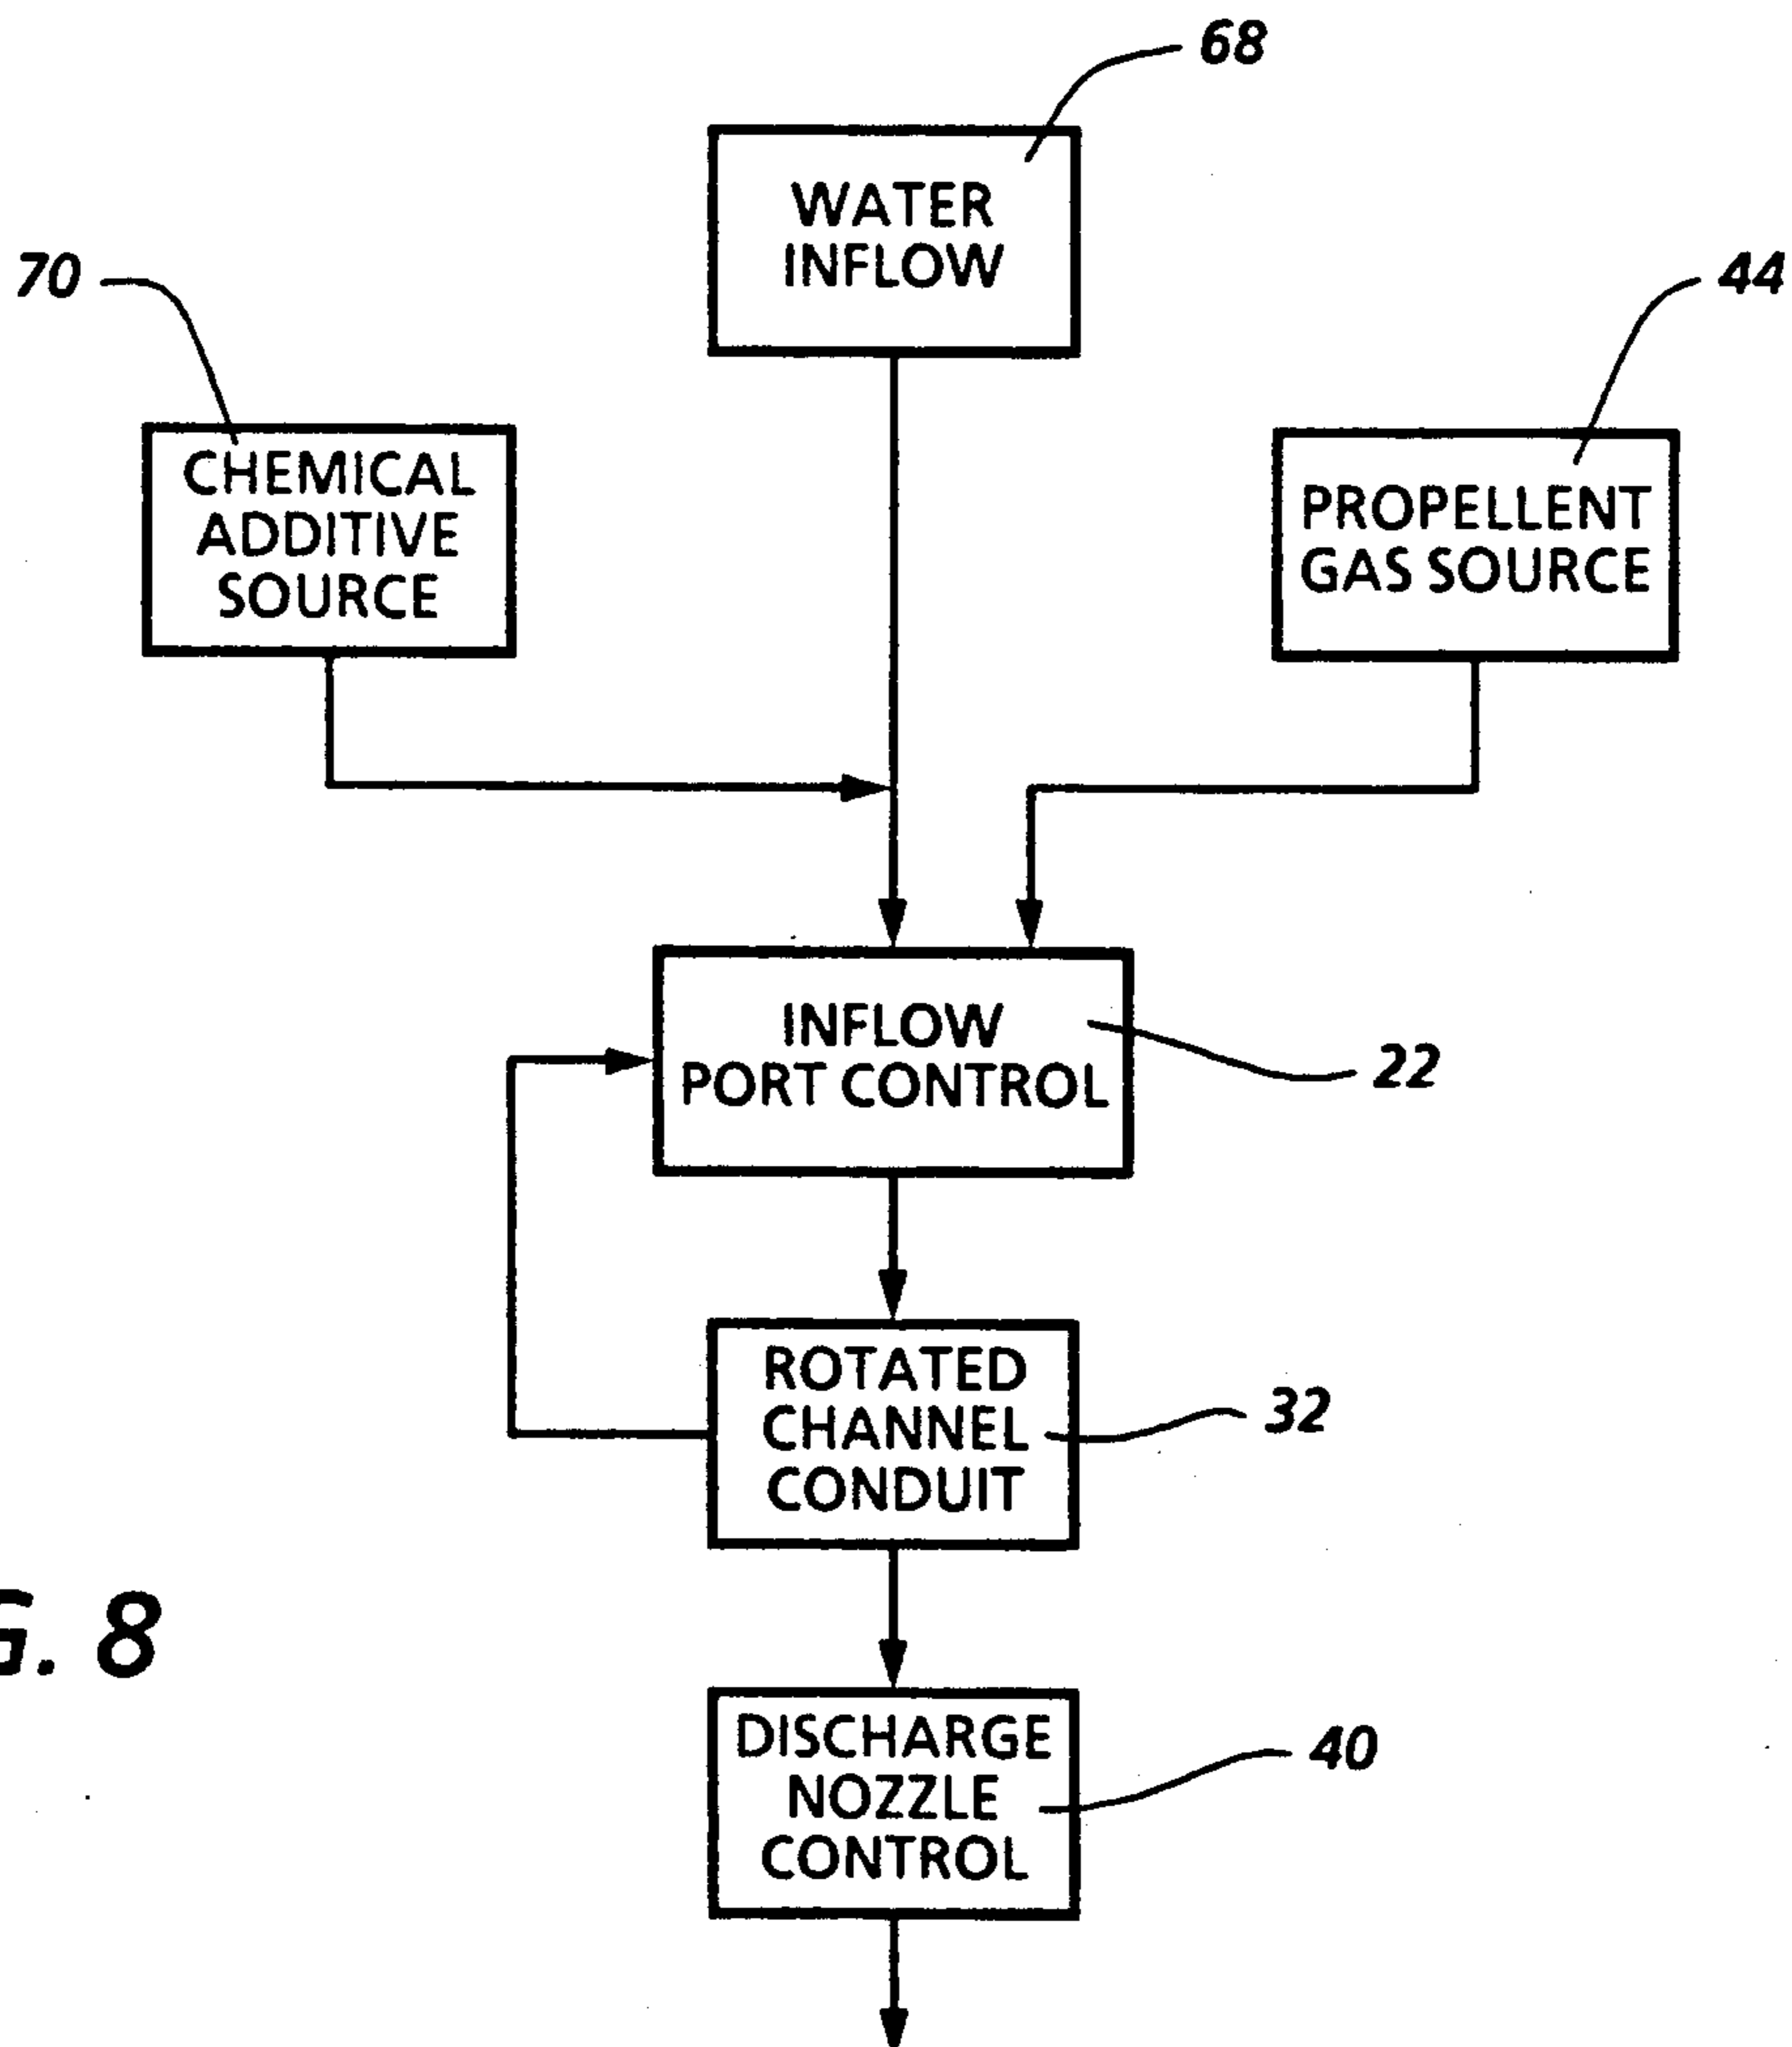 68
WATER
INFLOW
70
44
CHEMICAL
ADDITIVE
SOURCE
PROPELLENT
GAS SOURCE
INFLOW
PORT CONTROL
22
ROTATED
CHANNEL
CONDUIT
32
G. 8
DISCHARGE
NOZZLE
CONTROL
40